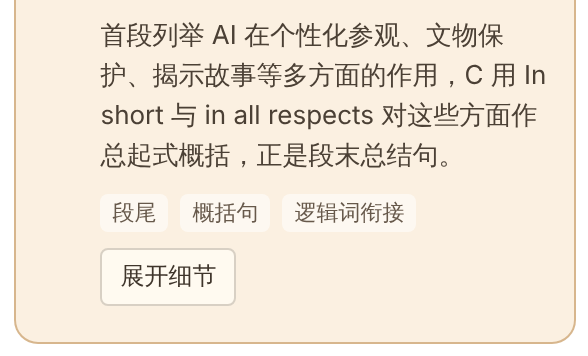 首段列举 AI 在个性化参观、文物保
护、揭示故事等多方面的作用，C 用 In
short 与 in all respects 对这些方面作
总起式概括，正是段末总结句。
段尾 概括句 逻辑词衔接
展开细节